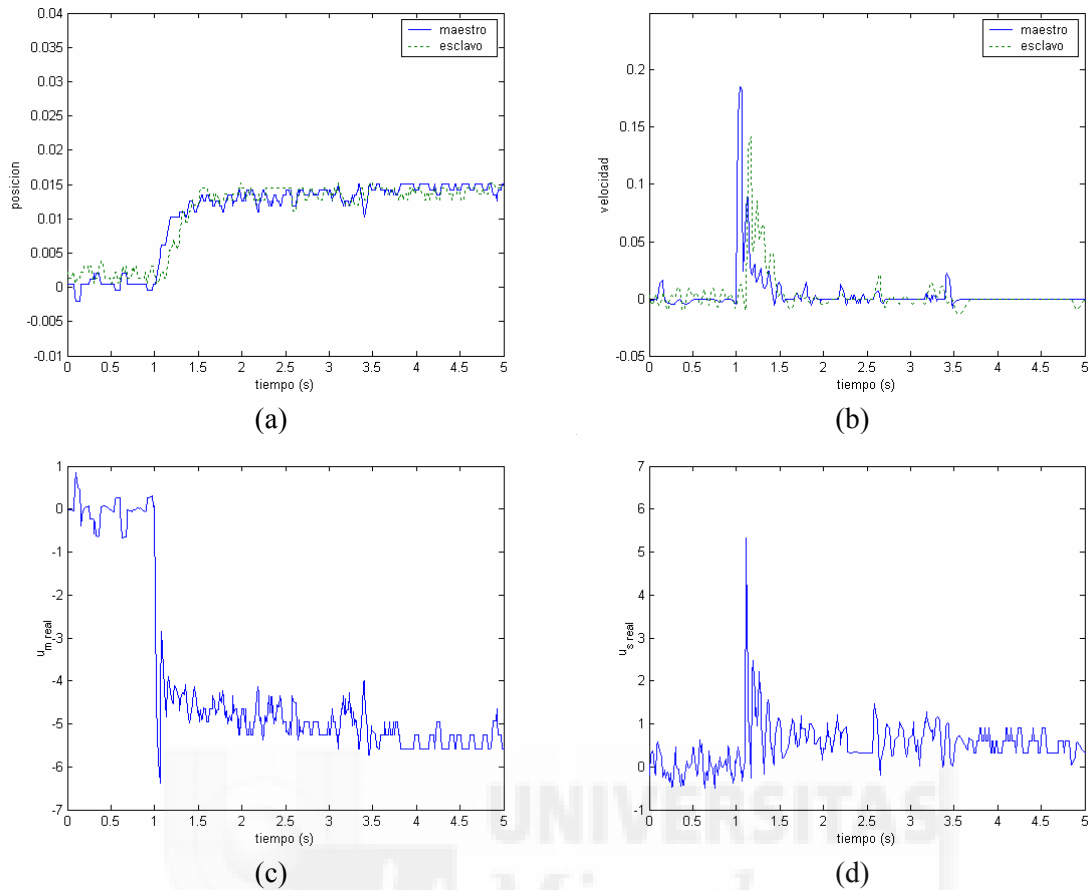 maestro
esclavo
0.04
0.035
0.03
0.025
0.02
0.015
0.01
0.005
0
-0.005
-0.01
posicion
0 0.5 1 1.5 2 2.5 3 3.5 4 4.5 5
tiempo (s)
(a)
maestro
esclavo
0.2
0.15
0.1
0.05
0
-0.05
velocidad
0 0.5 1 1.5 2 2.5 3 3.5 4 4.5 5
tiempo (s)
(b)
1
0
-1
-2
-3
-4
-5
-6
-7
u_m real
0 0.5 1 1.5 2 2.5 3 3.5 4 4.5 5
tiempo (s)
(c)
7
6
5
4
3
2
1
0
-1
u_s real
0 0.5 1 1.5 2 2.5 3 3.5 4 4.5 5
tiempo (s)
(d)
UNIVERSITAS